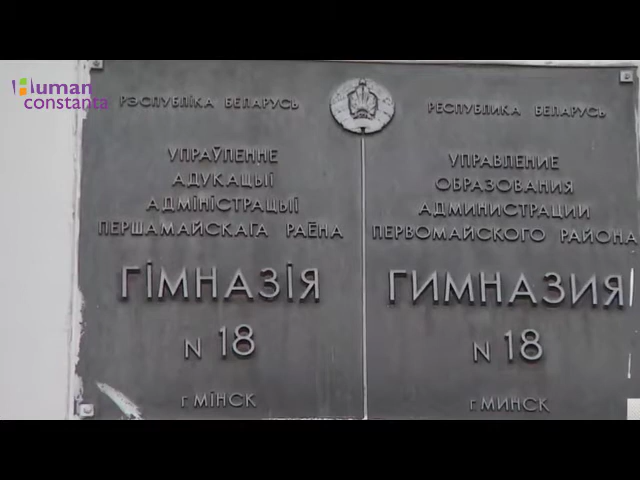 Human
constanta
РЭСПУБЛІКА БЕЛАРУСЬ
УПРАЎЛЕННЕ
АДУКАЦЫІ
АДМІНІСТРАЦЫІ
ПЕРШАМАЙСКАГА РАЁНА
ГІМНАЗІЯ
N 18
г МІНСК
РЕСПУБЛИКА БЕЛАРУСЬ
УПРАВЛЕНИЕ
ОБРАЗОВАНИЯ
АДМИНИСТРАЦИИ
ПЕРВОМАЙСКОГО РАЙОНА
ГИМНАЗИЯ
N 18
г МИНСК